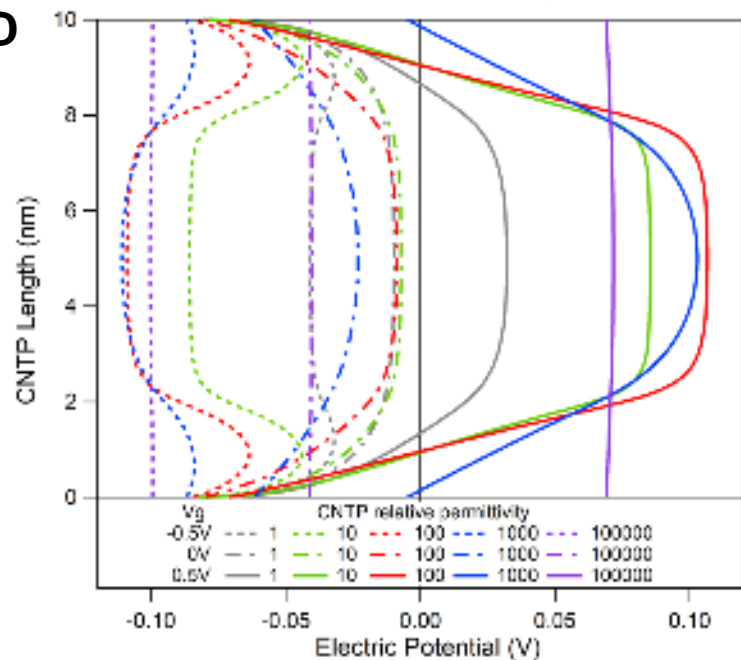 D
10
8
6
4
2
0
CNTP Length (nm)
Vg CNTP relative permittivity
-0.5V 1 10 100 1000 100000
0V 1 10 100 1000 100000
0.5V 1 10 100 1000 100000
-0.10 -0.05 0.00 0.05 0.10
Electric Potential (V)